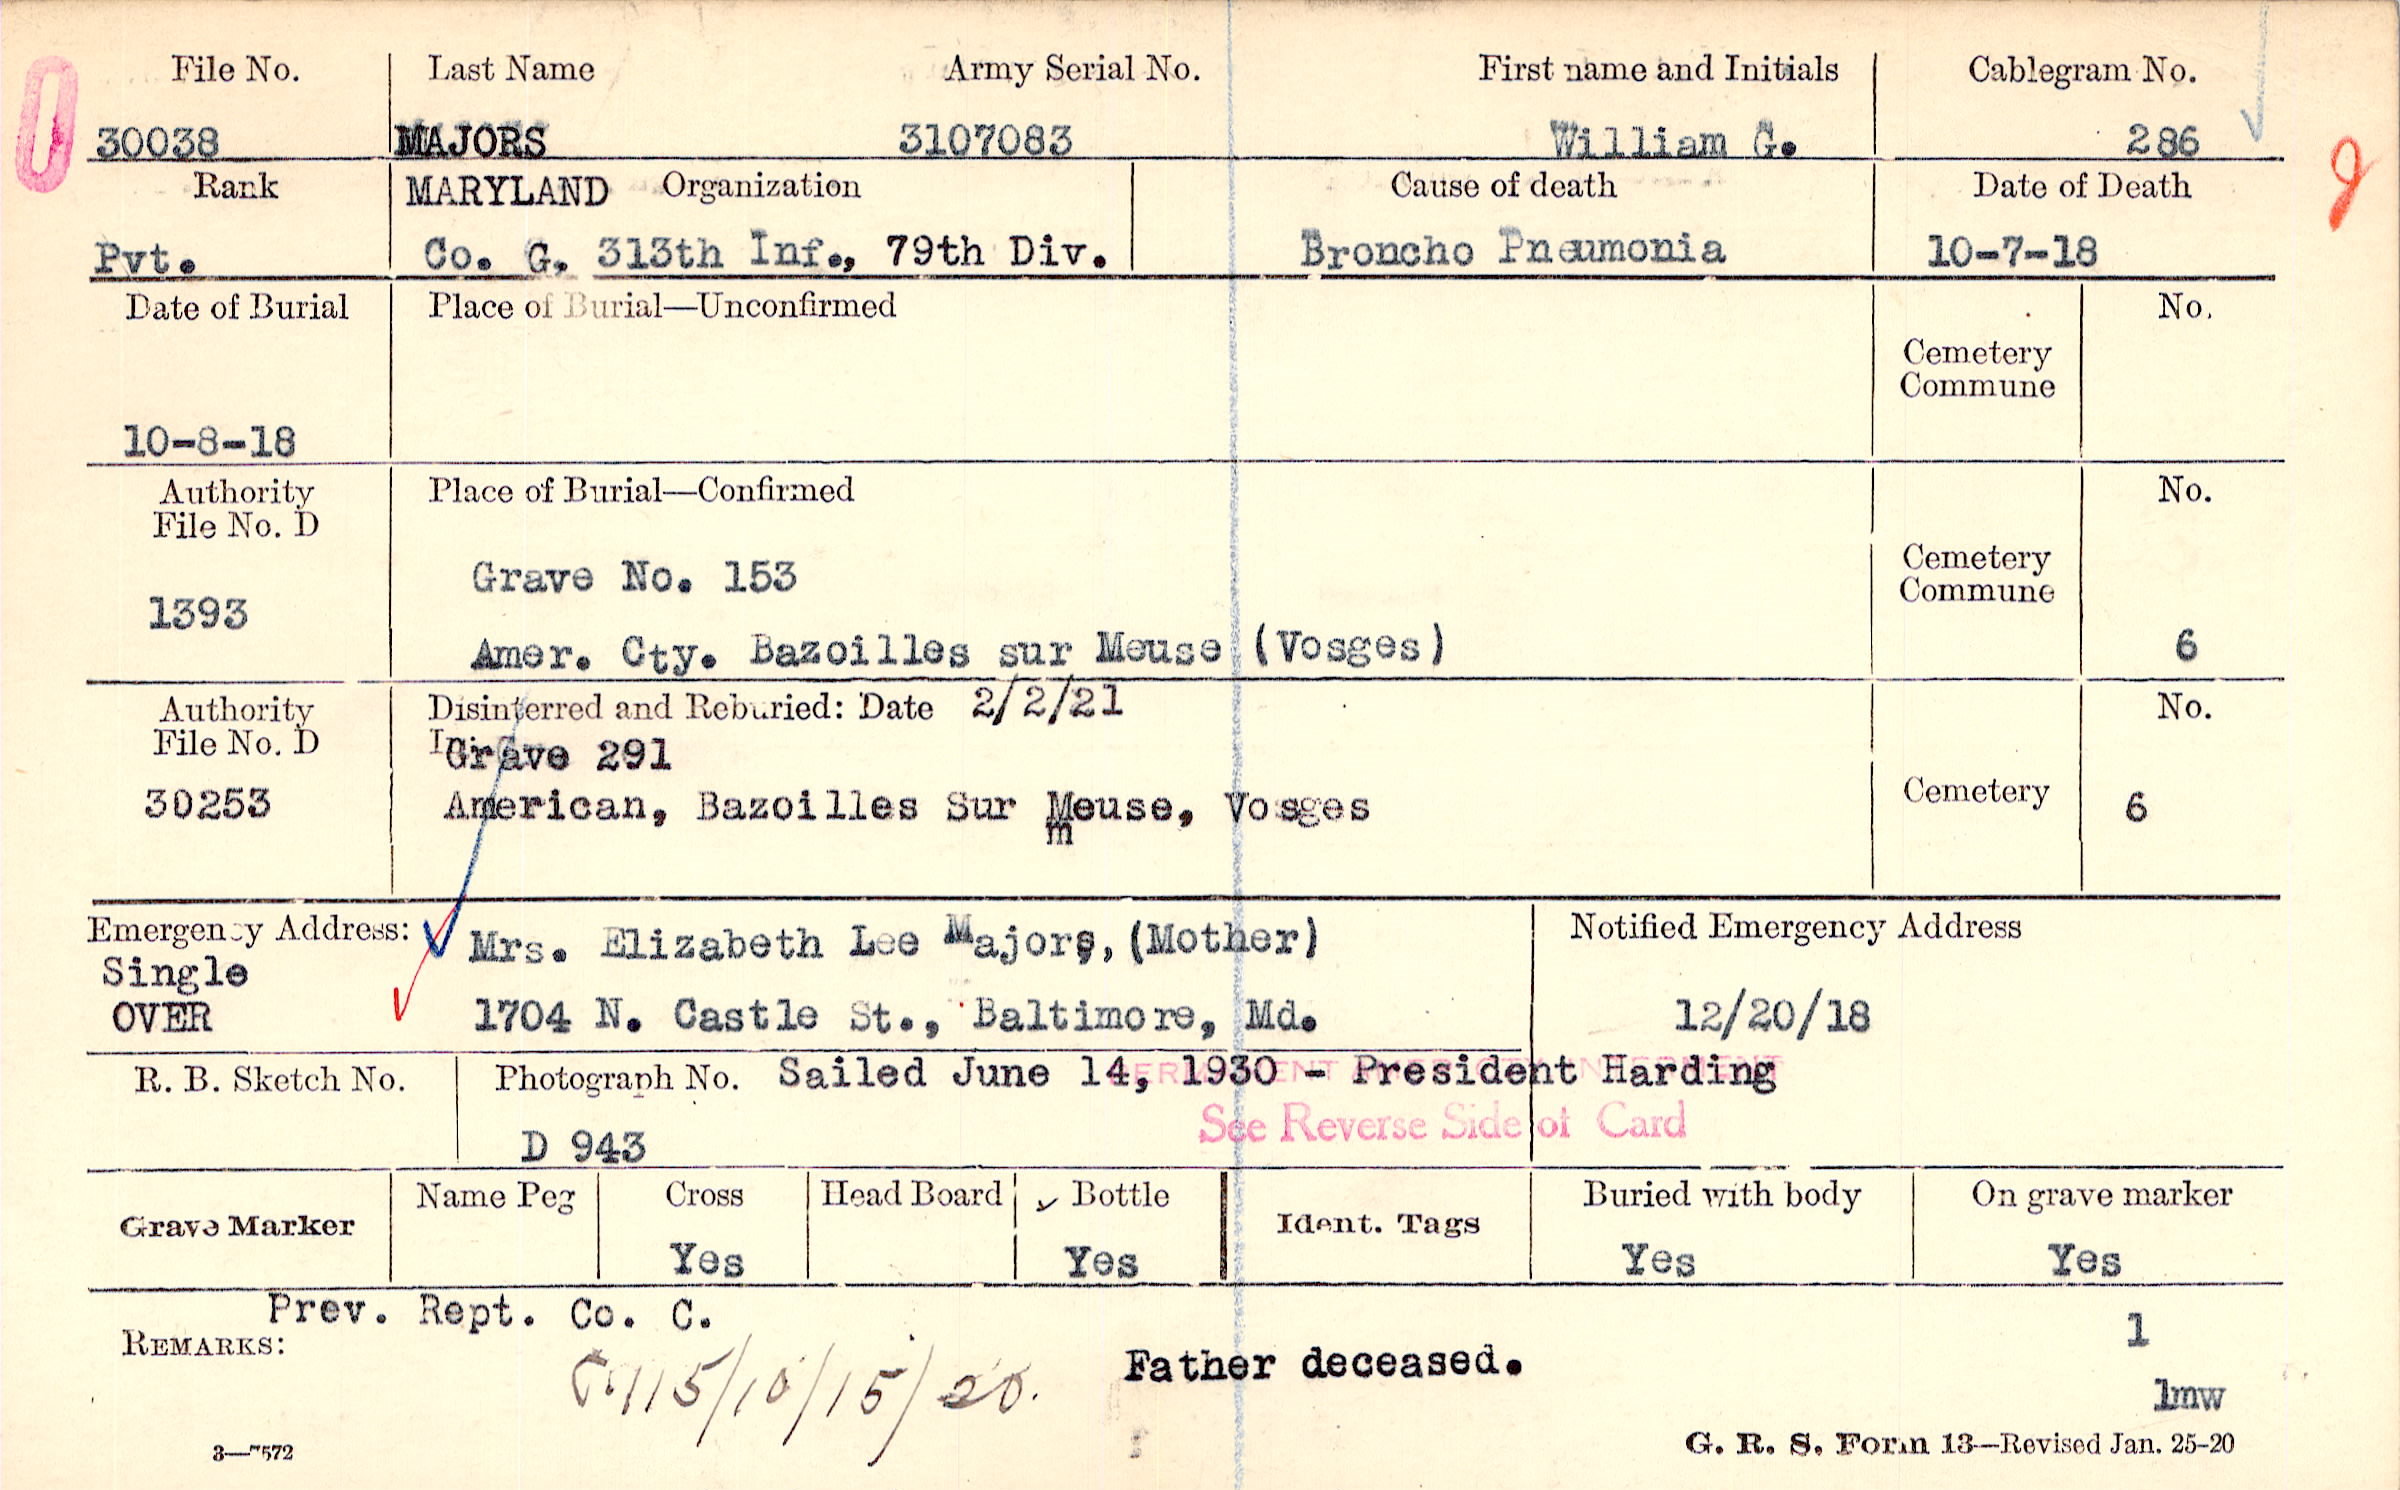 File No. Last Name Army Serial No. First name and Initials Cablegram No.
30038 MAJORS 3107083 William G. 286
Rank MARYLAND Organization Cause of death Date of Death
Pvt. Co. G. 313th Inf., 79th Div. Broncho Pneumonia 10-7-18
Date of Burial Place of Burial—Unconfirmed No.
Cemetery
Commune
10-8-18
Authority Place of Burial—Confirmed No.
File No. D
Grave No. 153 Cemetery
Commune
1393
Amer. Cty. Bazoilles sur Meuse (Vosges) 6
Authority Disinterred and Reburied: Date 2/2/21 No.
File No. D In: Grave 291
30253 American, Bazoilles Sur Meuse, Vosges Cemetery 6
m
Emergency Address: Mrs. Elizabeth Lee Majors, (Mother) Notified Emergency Address
Single
OVER 1704 N. Castle St., Baltimore, Md. 12/20/18
R. B. Sketch No. Photograph No. Sailed June 14, 1930 - President Harding
See Reverse Side of Card
D 943
Grave Marker Name Peg Cross Head Board Bottle Ident. Tags Buried with body On grave marker
Yes Yes Yes Yes
Prev. Rept. Co. C. 1
REMARKS:
115/10/15/20. Father deceased.
lmw
3—7572 G. R. S. Form 13—Revised Jan. 25-20